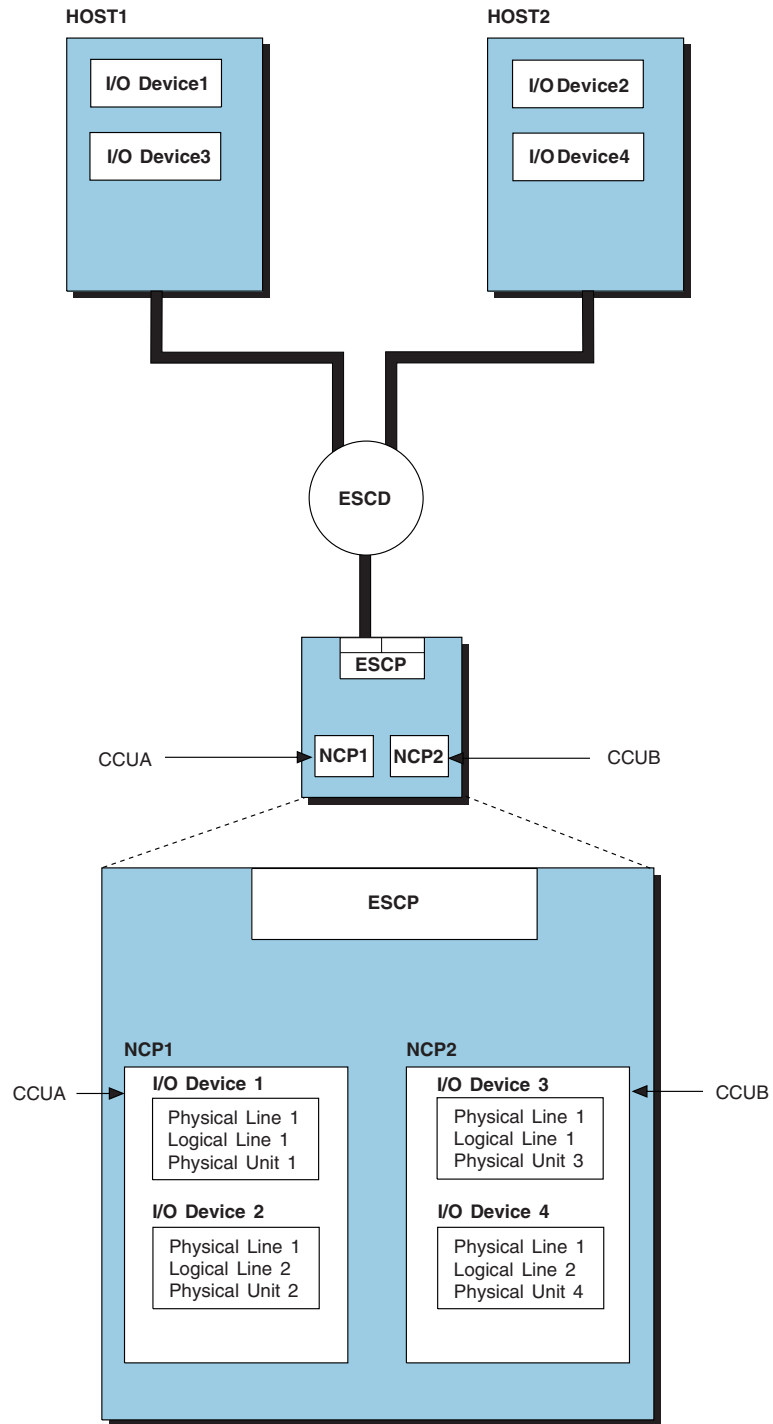 HOST1
HOST2
I/O Device1
I/O Device2
I/O Device3
I/O Device4
ESCD
ESCP
NCP1
NCP2
CCUA
CCUB
ESCP
NCP1
NCP2
CCUA
CCUB
I/O Device 1
Physical Line 1
Logical Line 1
Physical Unit 1
I/O Device 2
Physical Line 1
Logical Line 2
Physical Unit 2
I/O Device 3
Physical Line 1
Logical Line 1
Physical Unit 3
I/O Device 4
Physical Line 1
Logical Line 2
Physical Unit 4